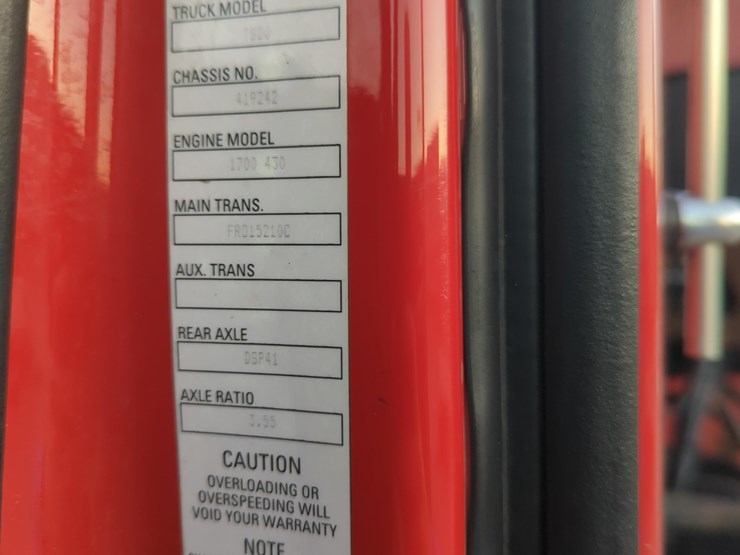 TRUCK MODEL
CHASSIS NO.
419242
ENGINE MODEL
1700 430
MAIN TRANS.
FRO15210C
AUX. TRANS
REAR AXLE
DSP41
AXLE RATIO
3.55
CAUTION
OVERLOADING OR
OVERSPEEDING WILL
VOID YOUR WARRANTY
NOTE